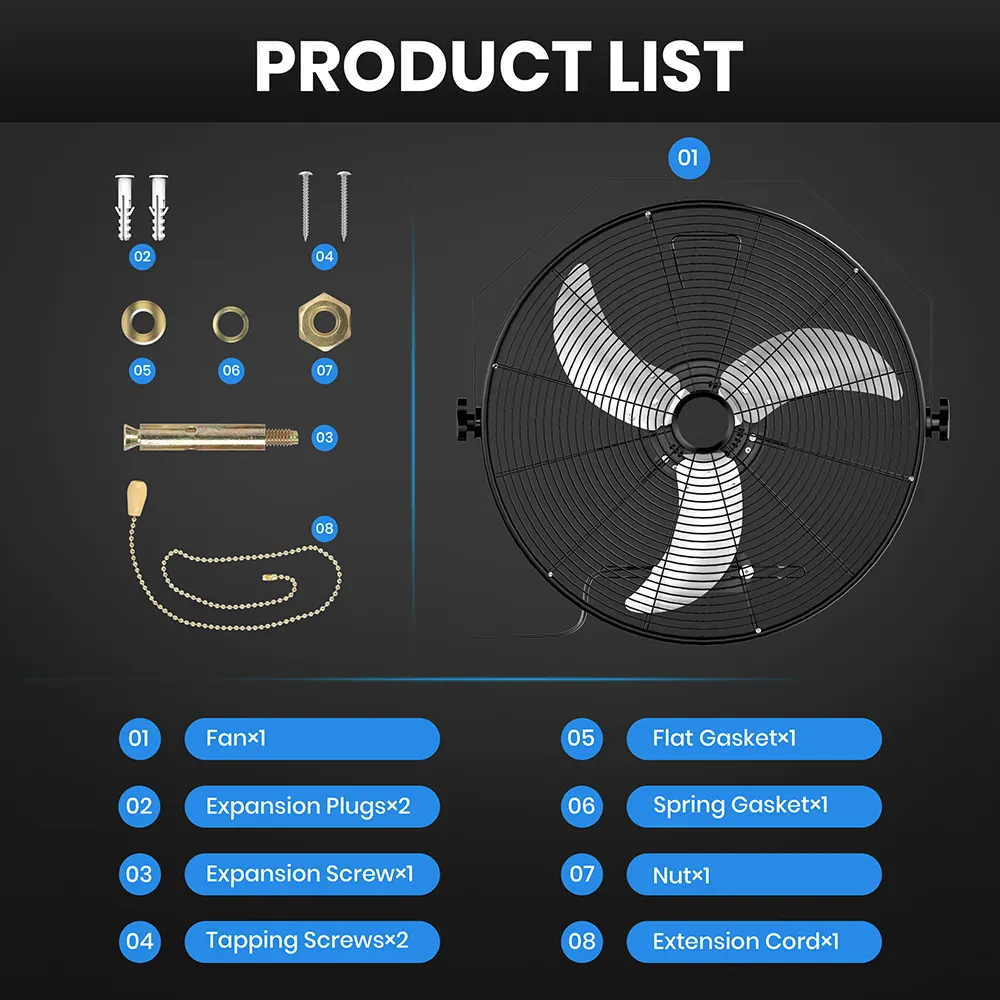 PRODUCT LIST
01
02
04
05
06
07
03
08
01 Fan×1
02 Expansion Plugs×2
03 Expansion Screw×1
04 Tapping Screws×2
05 Flat Gasket×1
06 Spring Gasket×1
07 Nut×1
08 Extension Cord×1